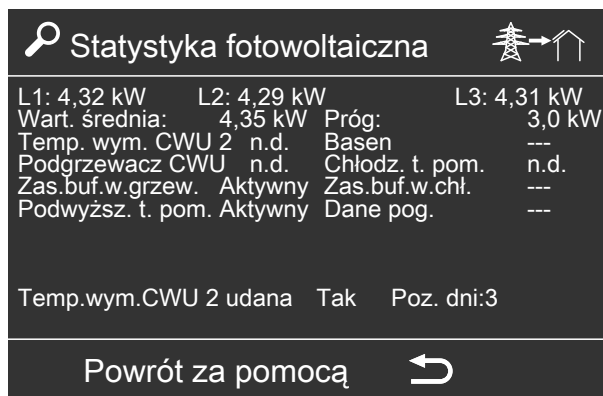 Statystyka fotowoltaiczna
L1: 4,32 kW L2: 4,29 kW L3: 4,31 kW
Wart. średnia: 4,35 kW Próg: 3,0 kW
Temp. wym. CWU 2 n.d. Basen ---
Podgrzewacz CWU n.d. Chłodz. t. pom. n.d.
Zas.buf.w.grzew. Aktywny Zas.buf.w.chł. ---
Podwyższ. t. pom. Aktywny Dane pog. ---
Temp.wym.CWU 2 udana Tak Poz. dni:3
Powrót za pomocą